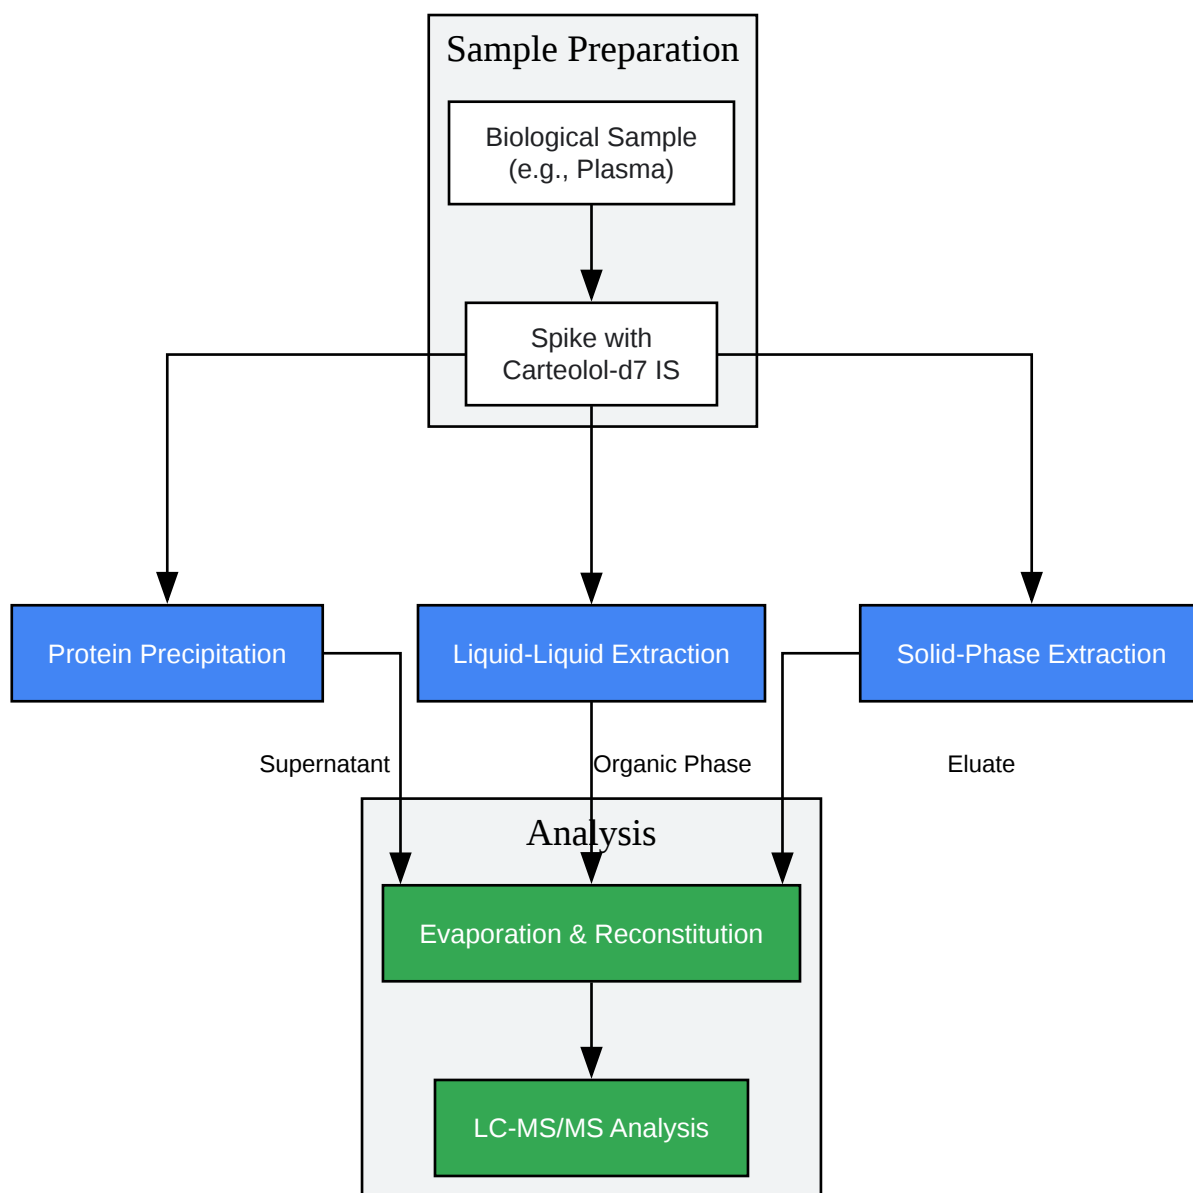 Sample Preparation
Biological Sample
(e.g., Plasma)
Spike with
Carteolol-d7 IS
Protein Precipitation
Liquid-Liquid Extraction
Solid-Phase Extraction
Supernatant
Organic Phase
Eluate
Analysis
Evaporation & Reconstitution
LC-MS/MS Analysis